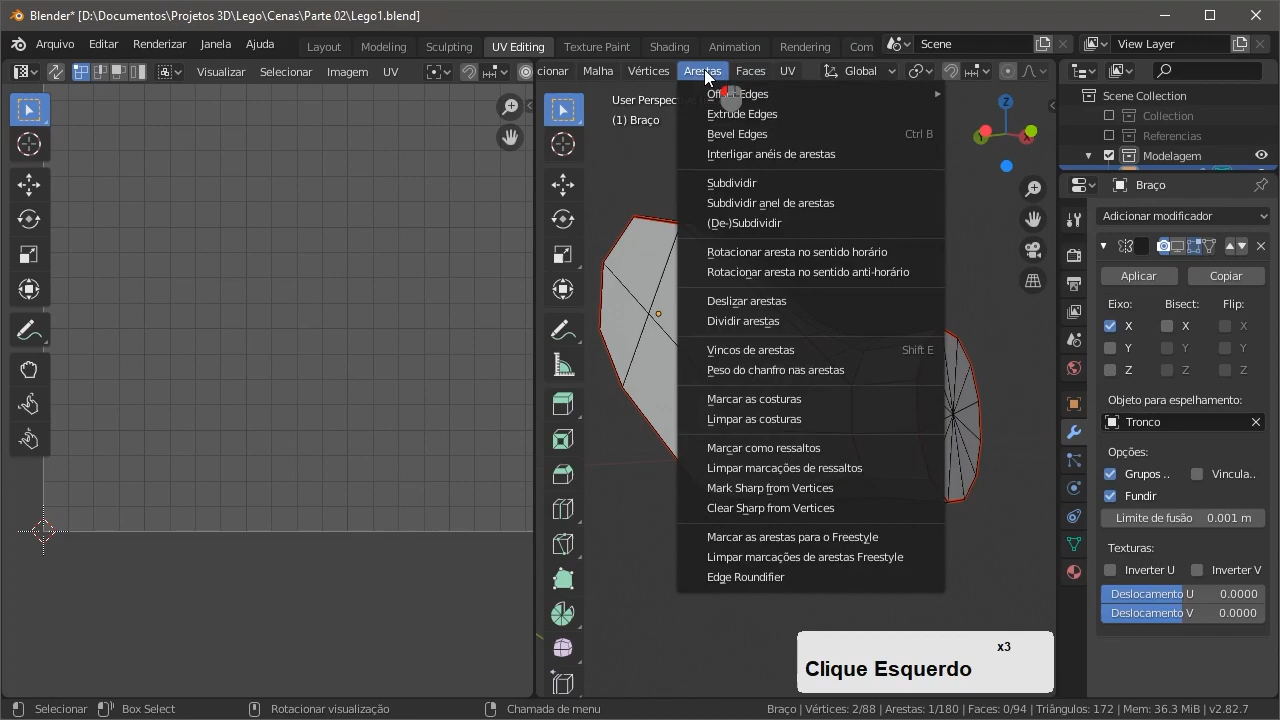 Blender* [D:\Documentos\Projetos 3D\Lego\Cenas\Parte 02\Lego1.blend]
Arquivo Editar Renderizar Janela Ajuda Layout Modeling Sculpting UV Editing Texture Paint Shading Animation Rendering Com Scene View Layer
Visualizar Selecionar Imagem UV
cionar Malha Vértices Arestas Faces UV Global
User Perspec
(1) Braço
Edges
Extrude Edges
Bevel Edges Ctrl B
Interligar anéis de arestas
Subdividir
Subdividir anel de arestas
(De-)Subdividir
Rotacionar aresta no sentido horário
Rotacionar aresta no sentido anti-horário
Deslizar arestas
Dividir arestas
Vincos de arestas Shift E
Peso do chanfro nas arestas
Marcar as costuras
Limpar as costuras
Marcar como ressaltos
Limpar marcações de ressaltos
Mark Sharp from Vertices
Clear Sharp from Vertices
Marcar as arestas para o Freestyle
Limpar marcações de arestas Freestyle
Edge Roundifier
Z
Y
X
x3
Clique Esquerdo
Scene Collection
Collection
Referencias
Modelagem
Braço
Adicionar modificador
Aplicar Copiar
Eixo: Bisect: Flip:
X X X
Y Y Y
Z Z Z
Objeto para espelhamento:
Tronco
Opções:
Grupos .. Vincula..
Fundir
Limite de fusão 0.001 m
Texturas:
Inverter U Inverter V
Deslocamento U 0.0000
Deslocamento V 0.0000
Selecionar Box Select Rotacionar visualização Chamada de menu Braço | Vértices: 2/88 | Arestas: 1/180 | Faces: 0/94 | Triângulos: 172 | Mem: 36.3 MiB | v2.82.7